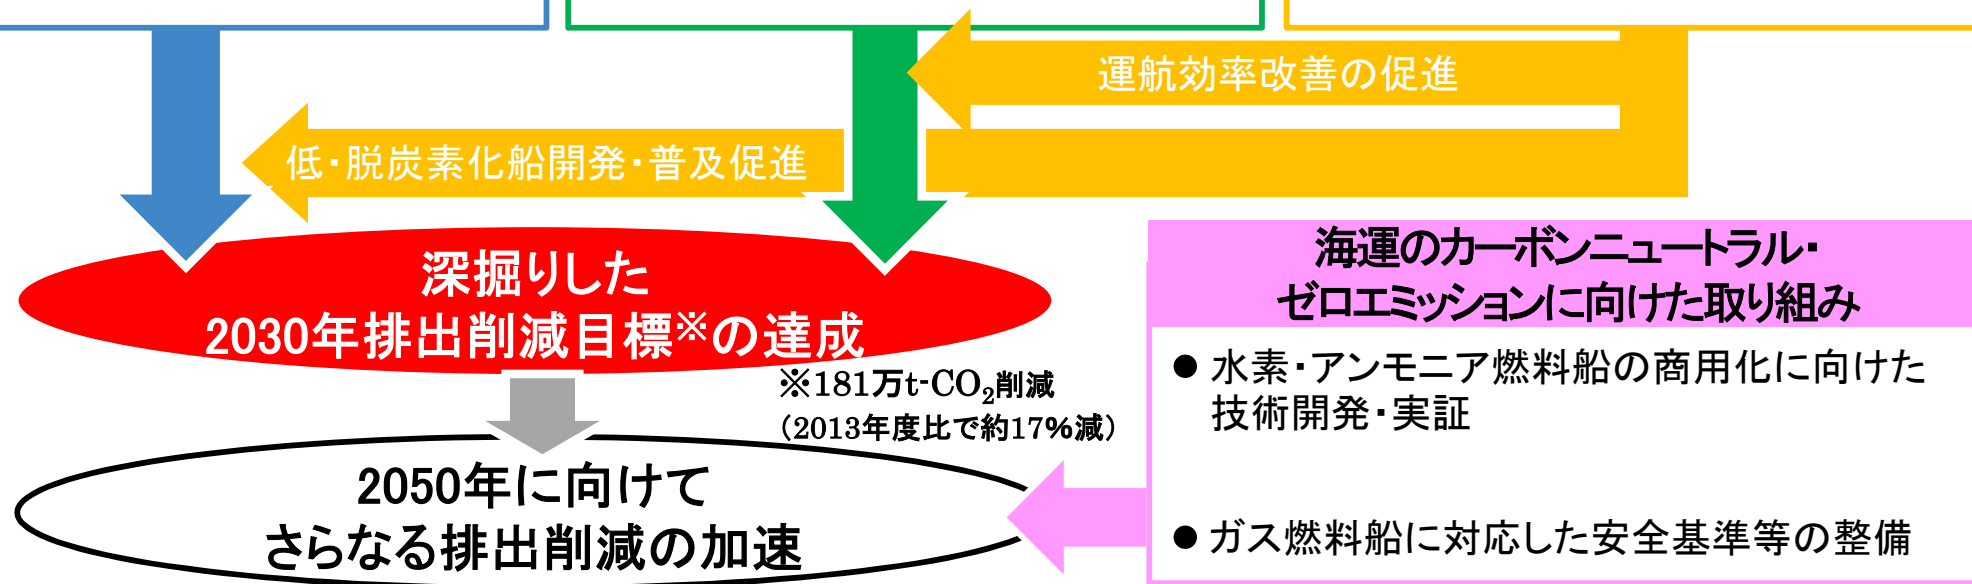 運航効率改善の促進
低・脱炭素化船開発・普及促進
深掘りした
2030年排出削減目標※の達成
※181万t-CO₂削減
（2013年度比で約17%減）
2050年に向けて
さらなる排出削減の加速
海運のカーボンニュートラル・
ゼロエミッションに向けた取り組み
● 水素・アンモニア燃料船の商用化に向けた
技術開発・実証
● ガス燃料船に対応した安全基準等の整備